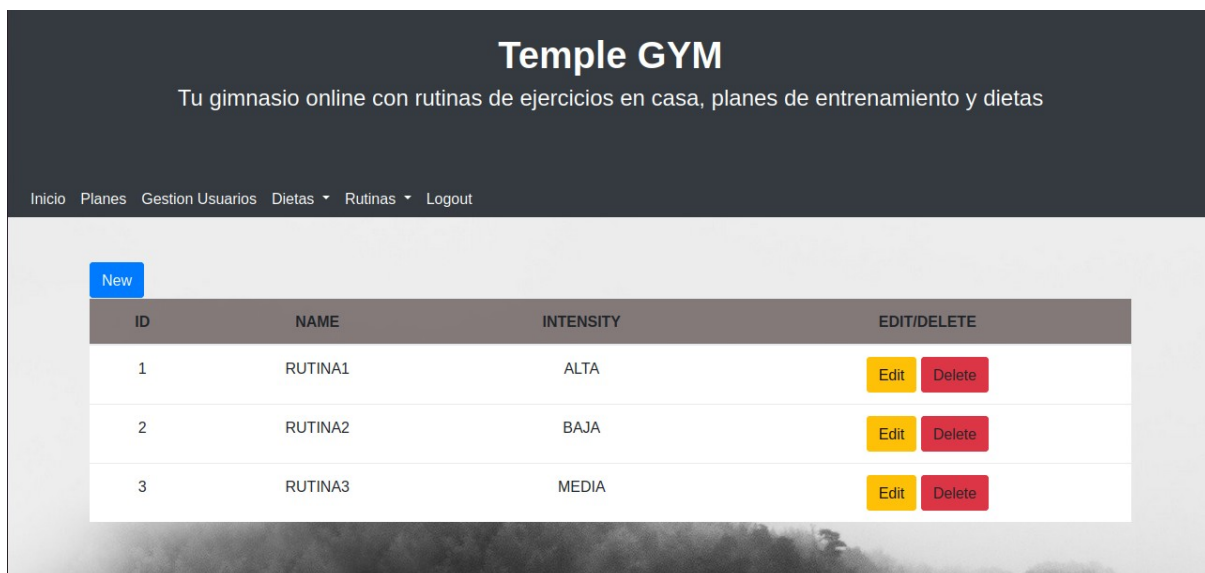 Temple GYM
Tu gimnasio online con rutinas de ejercicios en casa, planes de entrenamiento y dietas
Inicio Planes Gestion Usuarios Dietas Rutinas Logout
New
ID NAME INTENSITY EDIT/DELETE
1 RUTINA1 ALTA Edit Delete
2 RUTINA2 BAJA Edit Delete
3 RUTINA3 MEDIA Edit Delete